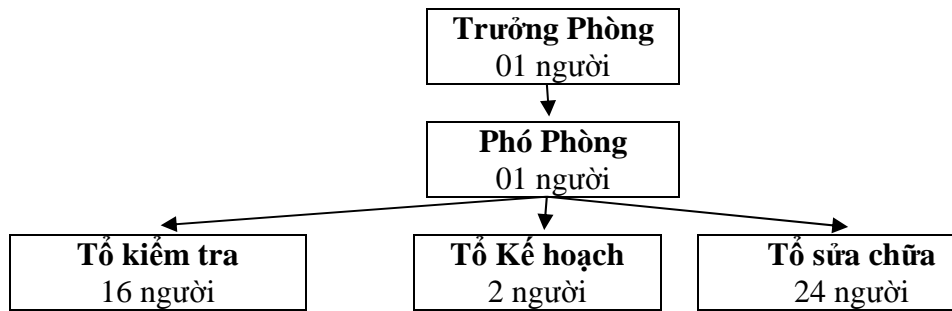 Trưởng Phòng
01 người
Phó Phòng
01 người
Tổ kiểm tra
16 người
Tổ Kế hoạch
2 người
Tổ sửa chữa
24 người